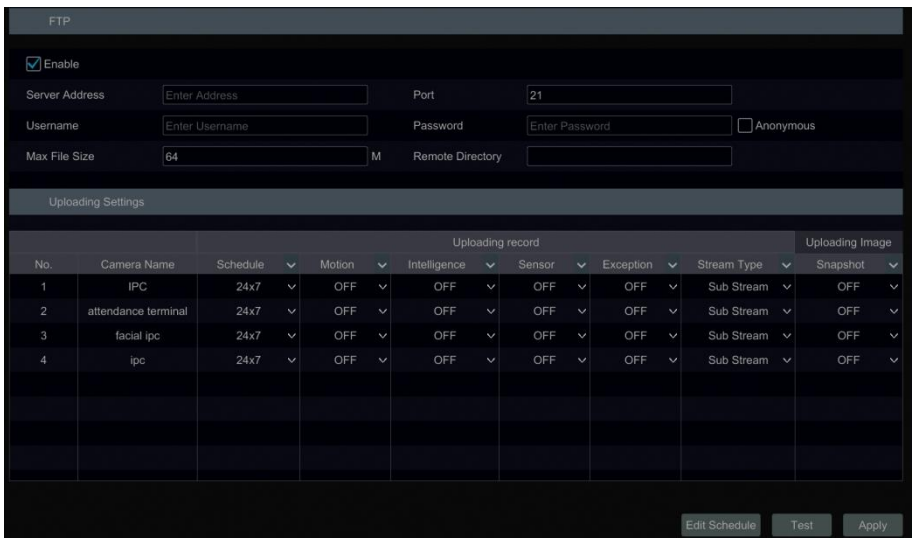 FTP
Enable
Server Address Enter Address Port 21
Username Enter Username Password Enter Password Anonymous
Max File Size 64 M Remote Directory
Uploading Settings
Uploading record Uploading Image
No. Camera Name Schedule Motion Intelligence Sensor Exception Stream Type Snapshot
1 IPC 24x7 OFF OFF OFF OFF Sub Stream OFF
2 attendance terminal 24x7 OFF OFF OFF OFF Sub Stream OFF
3 facial ipc 24x7 OFF OFF OFF OFF Sub Stream OFF
4 ipc 24x7 OFF OFF OFF OFF Sub Stream OFF
Edit Schedule Test Apply